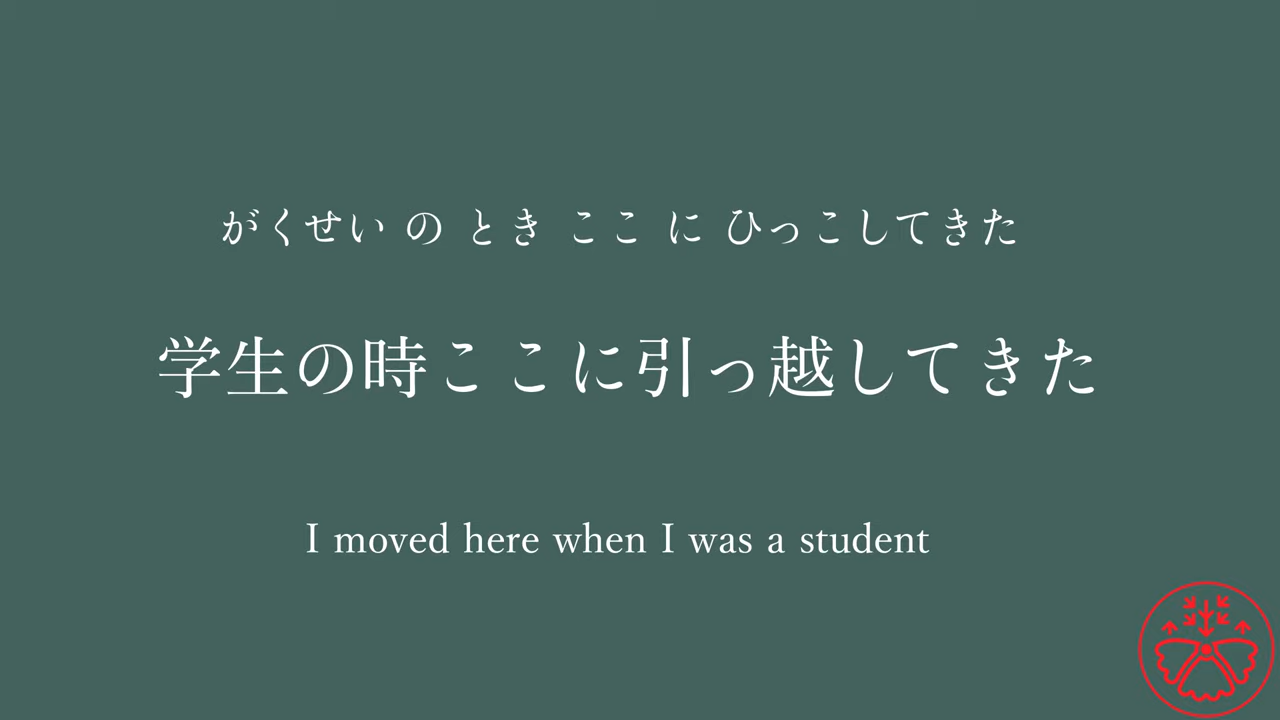 がくせい の とき ここ に ひっこしてきた
学生の時ここに引っ越してきた
I moved here when I was a student